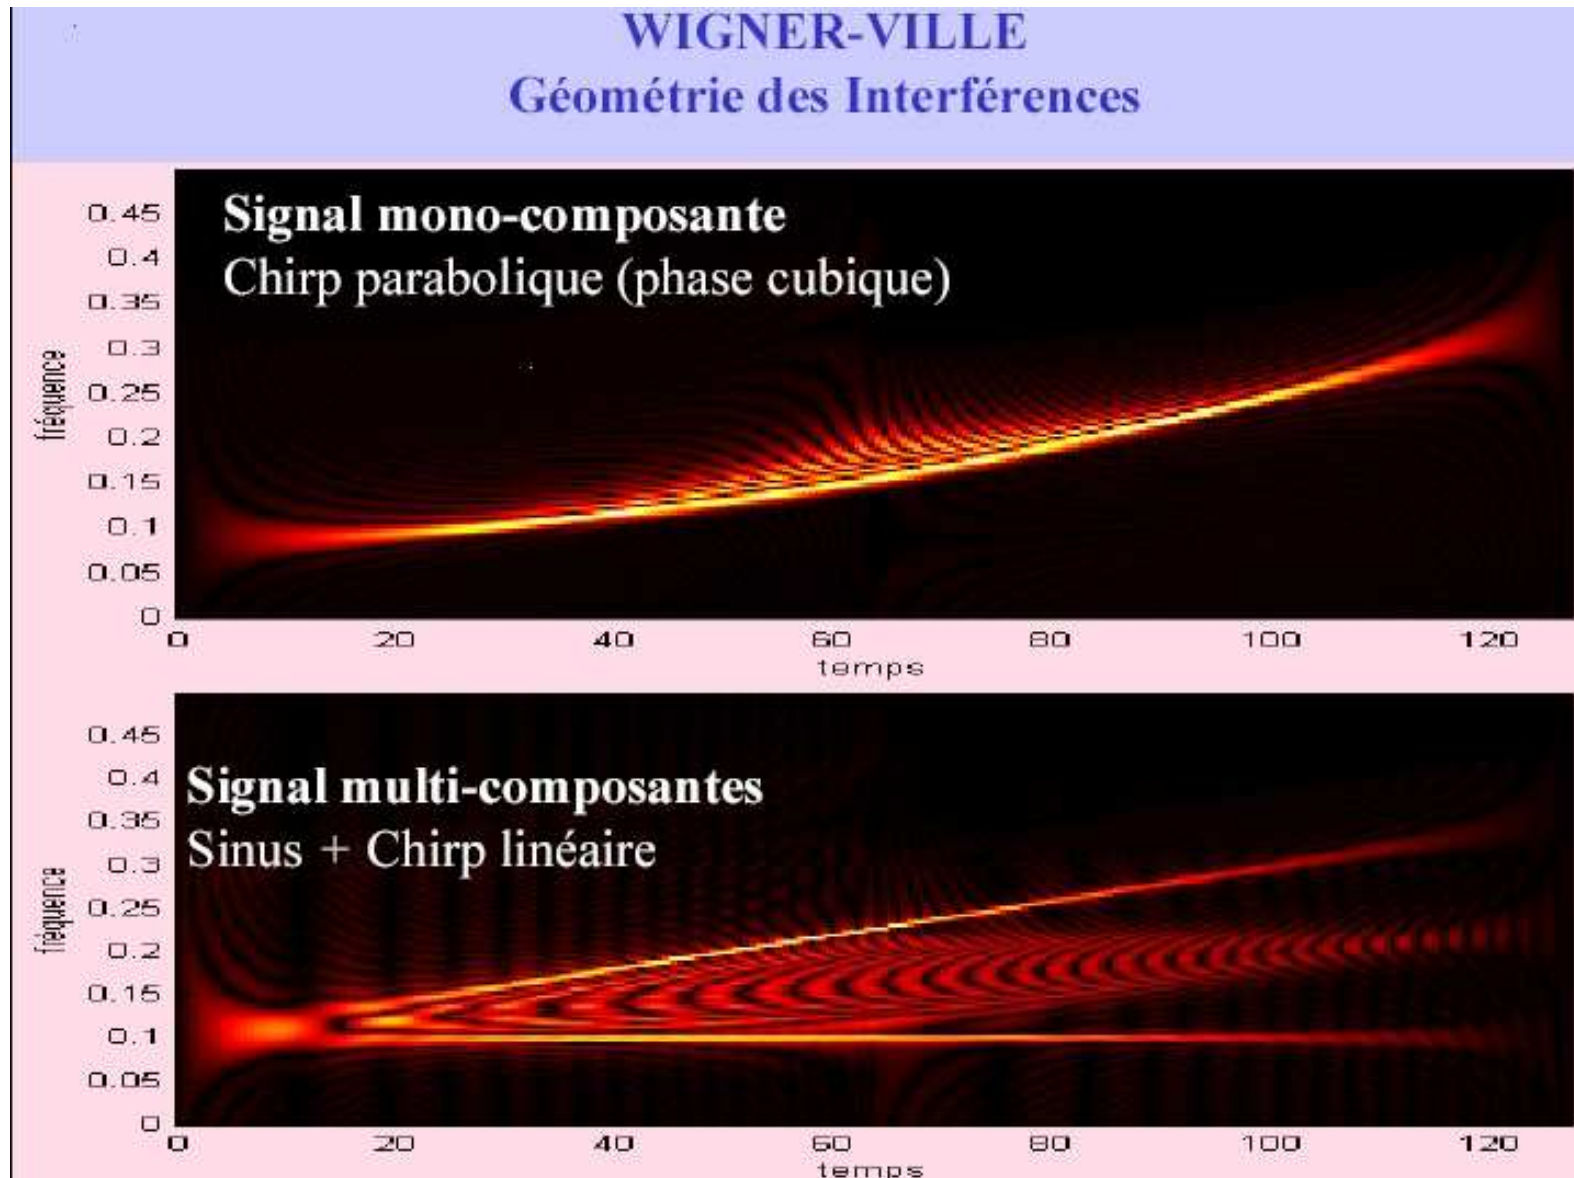 WIGNER-VILLE
Géométrie des Interférences
Signal mono-composante
Chirp parabolique (phase cubique)
0.45
0.4
0.35
0.3
0.25
0.2
0.15
0.1
0.05
0
fréquence
0 20 40 60 80 100 120
temps
Signal multi-composantes
Sinus + Chirp linéaire
0.45
0.4
0.35
0.3
0.25
0.2
0.15
0.1
0.05
0
fréquence
0 20 40 60 80 100 120
temps